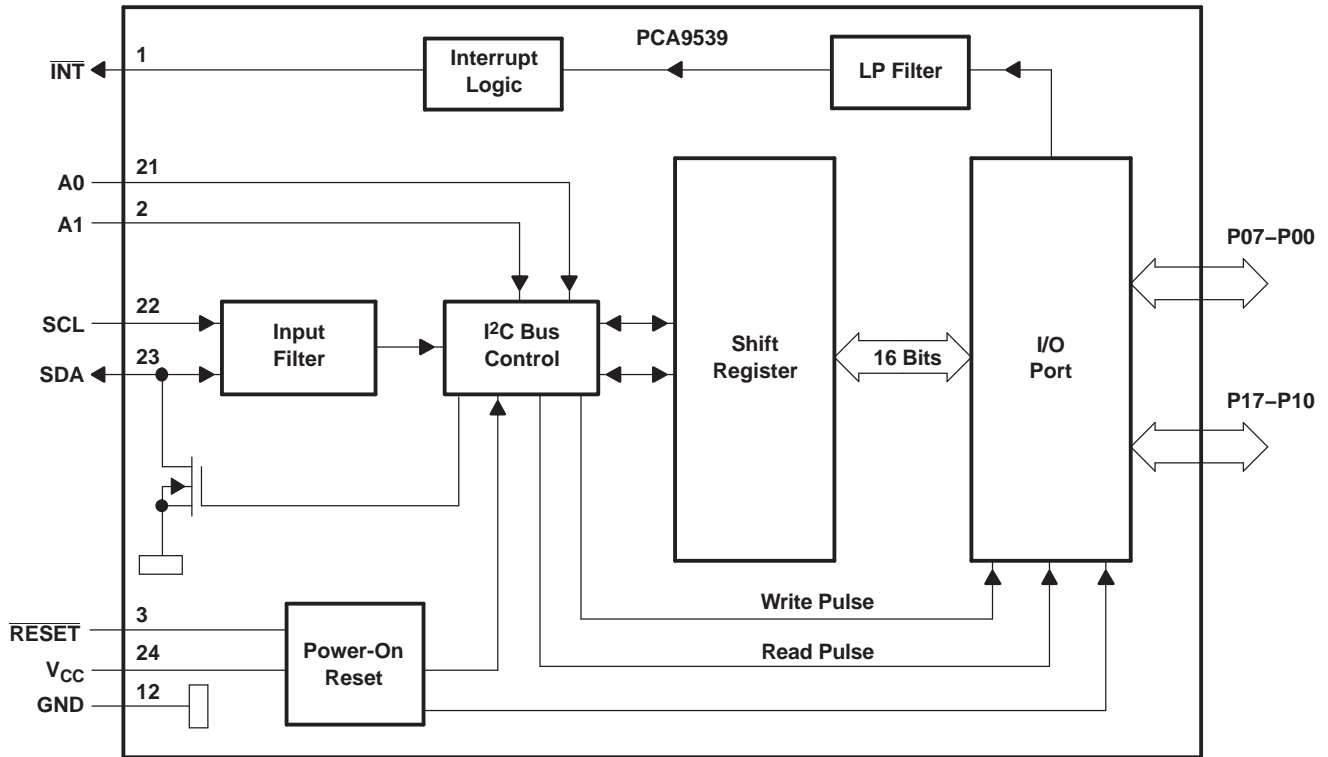 PCA9539
INT
1
Interrupt
Logic
LP Filter
A0
21
A1
2
P07–P00
SCL
22
SDA
23
Input
Filter
I²C Bus
Control
Shift
Register
16 Bits
I/O
Port
P17–P10
Write Pulse
Read Pulse
RESET
3
VCC
24
GND
12
Power-On
Reset